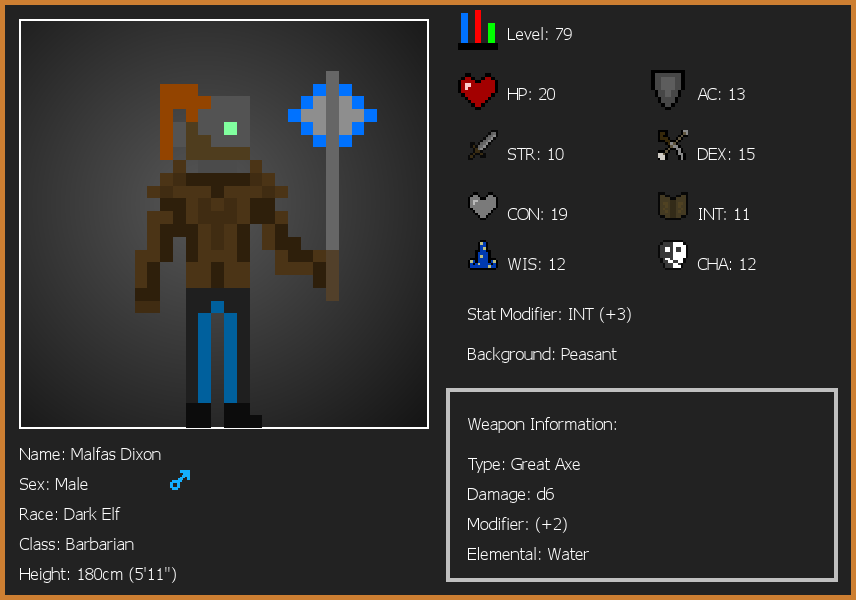 Level: 79
HP: 20
AC: 13
STR: 10
DEX: 15
CON: 19
INT: 11
WIS: 12
CHA: 12
Stat Modifier: INT (+3)
Background: Peasant
Weapon Information:
Type: Great Axe
Damage: d6
Modifier: (+2)
Elemental: Water
Name: Malfas Dixon
Sex: Male
Race: Dark Elf
Class: Barbarian
Height: 180cm (5'11")